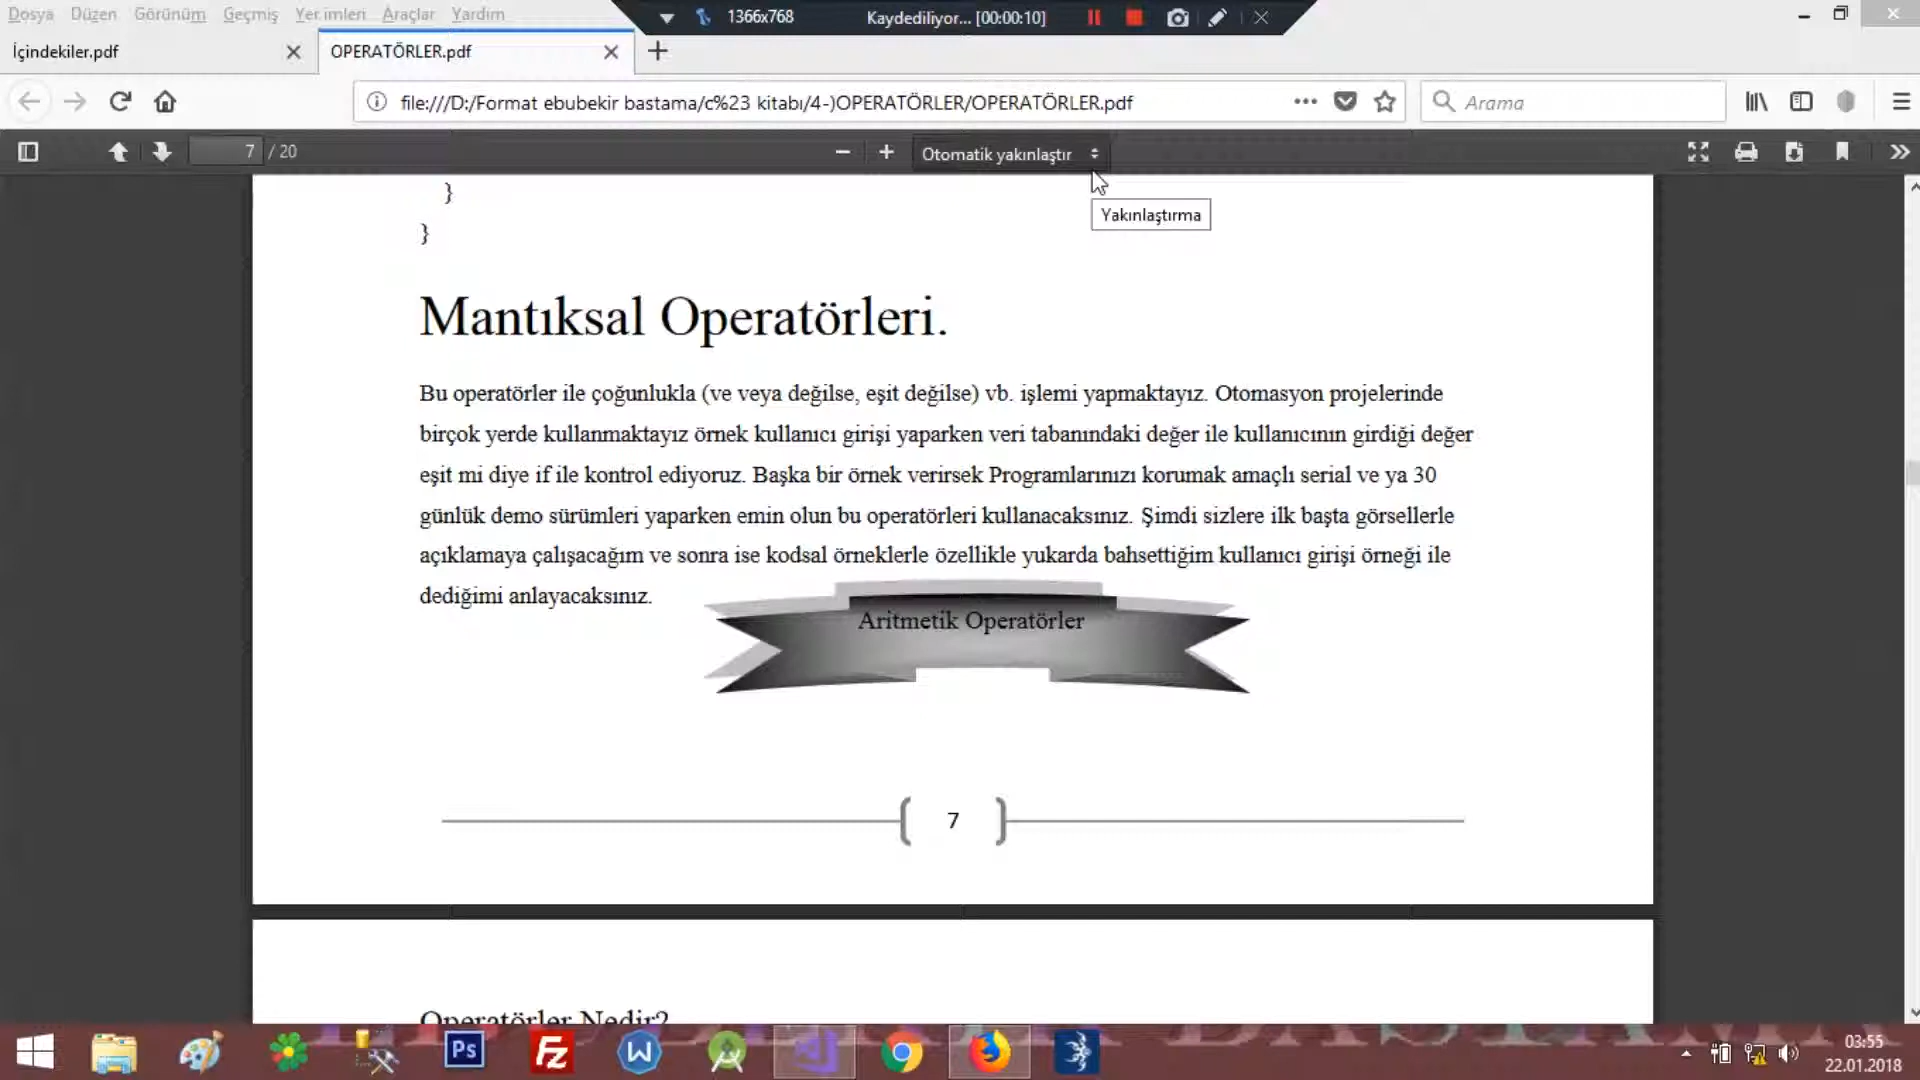 Dosya Düzen Görünüm Geçmiş Yer imleri Araçlar Yardım
1366x768 Kaydediliyor... [00:00:10]
İçindekiler.pdf
OPERATÖRLER.pdf
file:///D:/Format ebubekir bastama/c%23 kitabı/4-)OPERATÖRLER/OPERATÖRLER.pdf
Arama
7 / 20
Otomatik yakınlaştır
Yakınlaştırma
}
}
Mantıksal Operatörleri.
Bu operatörler ile çoğunlukla (ve veya değilse, eşit değilse) vb. işlemi yapmaktayız. Otomasyon projelerinde
birçok yerde kullanmaktayız örnek kullanıcı girişi yaparken veri tabanındaki değer ile kullanıcının girdiği değer
eşit mi diye if ile kontrol ediyoruz. Başka bir örnek verirsek Programlarınızı korumak amaçlı serial ve ya 30
günlük demo sürümleri yaparken emin olun bu operatörleri kullanacaksınız. Şimdi sizlere ilk başta görsellerle
açıklamaya çalışacağım ve sonra ise kodsal örneklerle özellikle yukarda bahsettiğim kullanıcı girişi örneği ile
dediğimi anlayacaksınız.
Aritmetik Operatörler
7
Operatörler Nedir?
Ps
Fz
W
03:55
22.01.2018